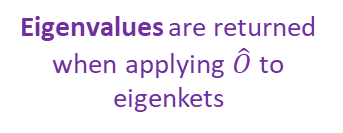 Eigenvalues are returned
when applying Ô to
eigenkets